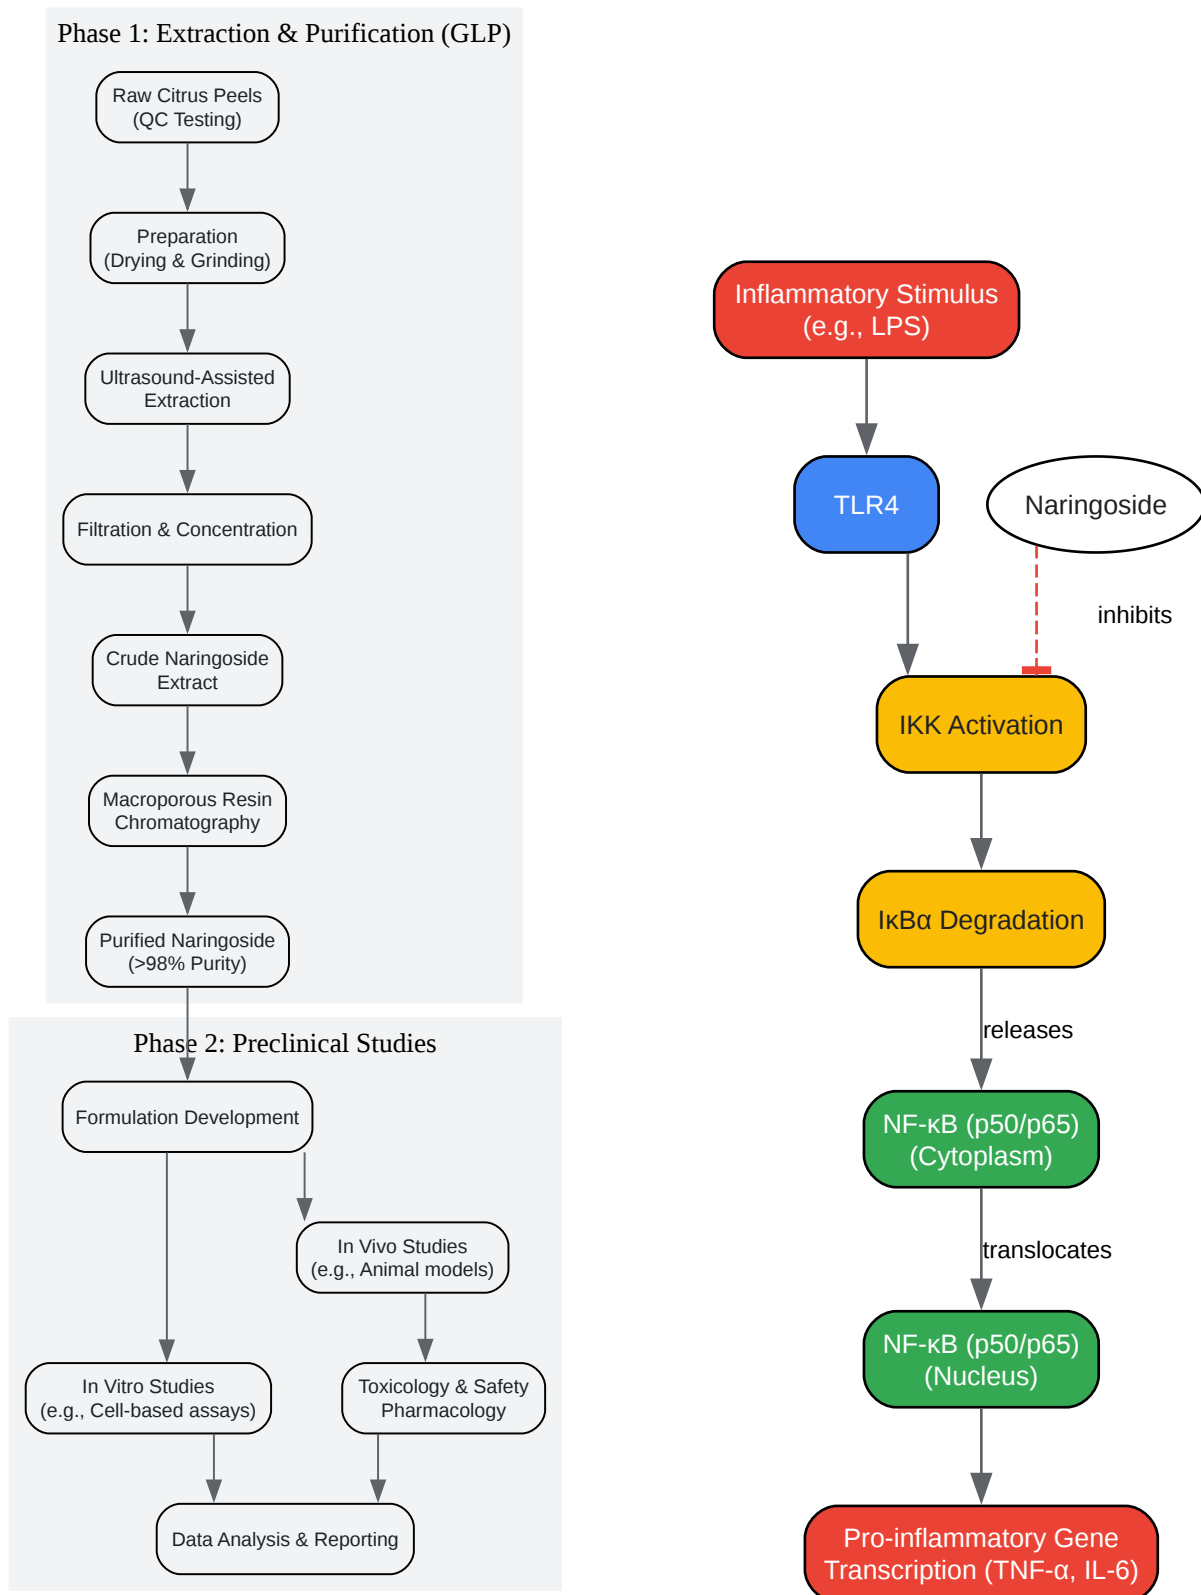 Phase 1: Extraction & Purification (GLP)
Raw Citrus Peels
(QC Testing)
Preparation
(Drying & Grinding)
Ultrasound-Assisted
Extraction
Filtration & Concentration
Crude Naringoside
Extract
Macroporous Resin
Chromatography
Purified Naringoside
(>98% Purity)
Phase 2: Preclinical Studies
Formulation Development
In Vivo Studies
(e.g., Animal models)
In Vitro Studies
(e.g., Cell-based assays)
Toxicology & Safety
Pharmacology
Data Analysis & Reporting
Inflammatory Stimulus
(e.g., LPS)
TLR4
Naringoside
inhibits
IKK Activation
IκBα Degradation
releases
NF-κB (p50/p65)
(Cytoplasm)
translocates
NF-κB (p50/p65)
(Nucleus)
Pro-inflammatory Gene
Transcription (TNF-α, IL-6)